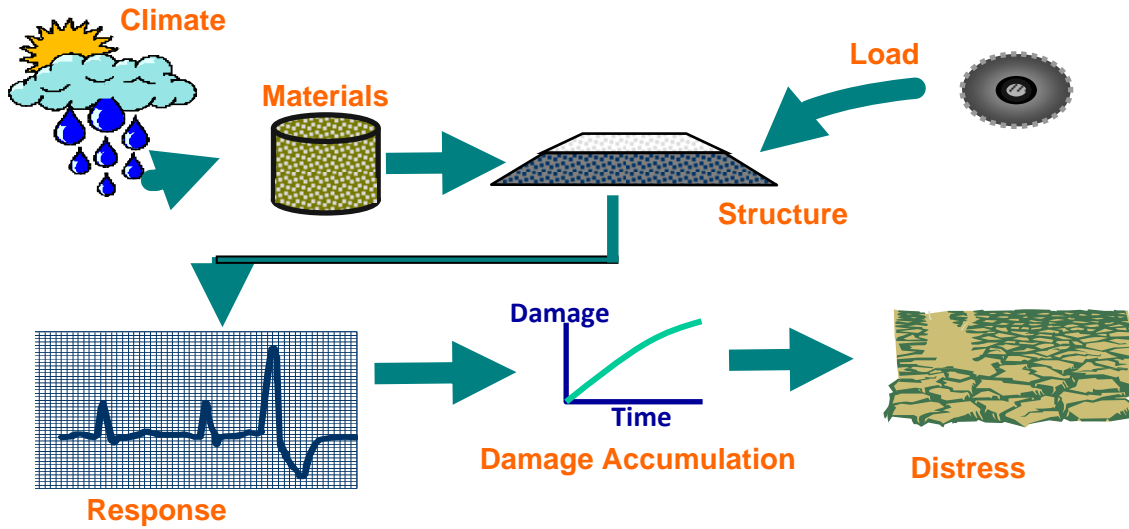 Climate
Load
Materials
Structure
Damage
Time
Damage Accumulation
Distress
Response